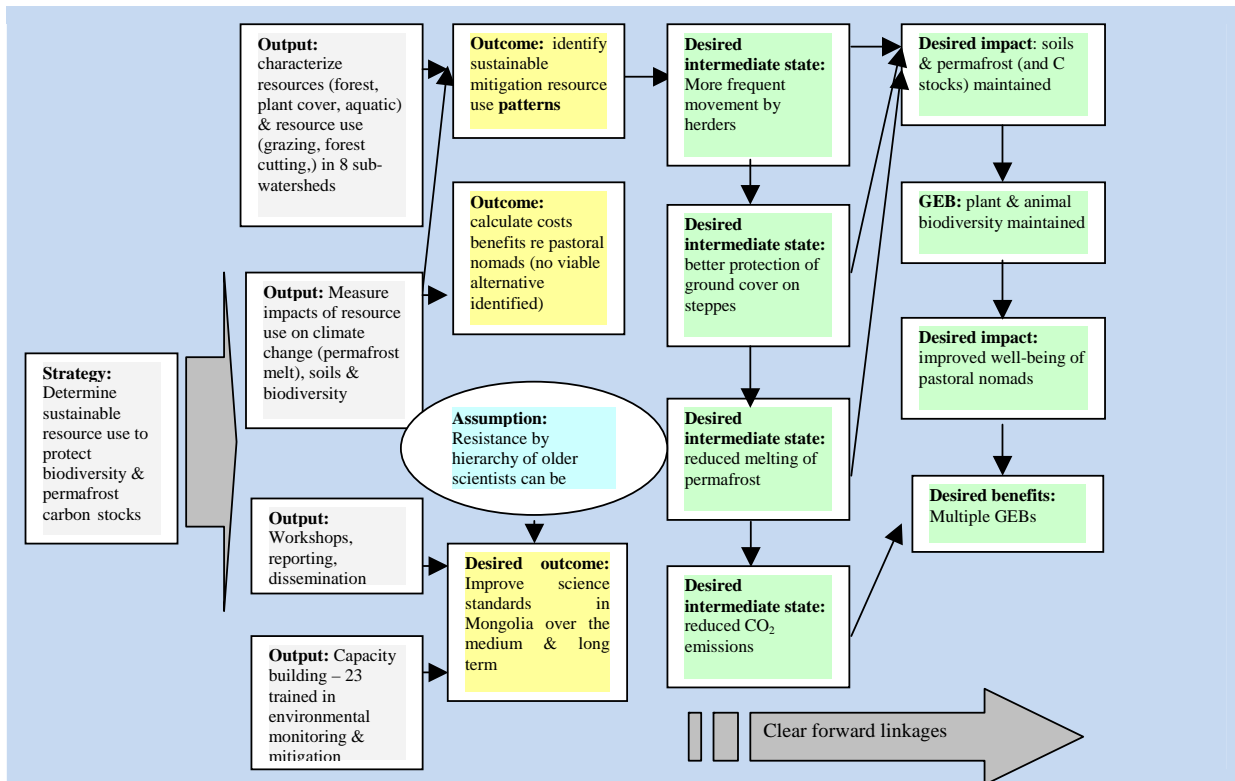 Strategy:
Determine
sustainable
resource use to
protect
biodiversity &
permafrost
carbon stocks
Output:
characterize
resources (forest,
plant cover, aquatic)
& resource use
(grazing, forest
cutting,) in 8 sub-
watersheds
Output: Measure
impacts of resource
use on climate
change (permafrost
melt), soils &
biodiversity
Output:
Workshops,
reporting,
dissemination
Output: Capacity
building – 23
trained in
environmental
monitoring &
mitigation
Outcome: identify
sustainable
mitigation resource
use patterns
Outcome:
calculate costs
benefits re pastoral
nomads (no viable
alternative
identified)
Assumption:
Resistance by
hierarchy of older
scientists can be
Desired outcome:
Improve science
standards in
Mongolia over the
medium & long
term
Desired
intermediate state:
More frequent
movement by
herders
Desired
intermediate state:
better protection of
ground cover on
steppes
Desired
intermediate state:
reduced melting of
permafrost
Desired
intermediate state:
reduced CO₂
emissions
Desired impact: soils
& permafrost (and C
stocks) maintained
GEB: plant & animal
biodiversity maintained
Desired impact:
improved well-being of
pastoral nomads
Desired benefits:
Multiple GEBs
Clear forward linkages